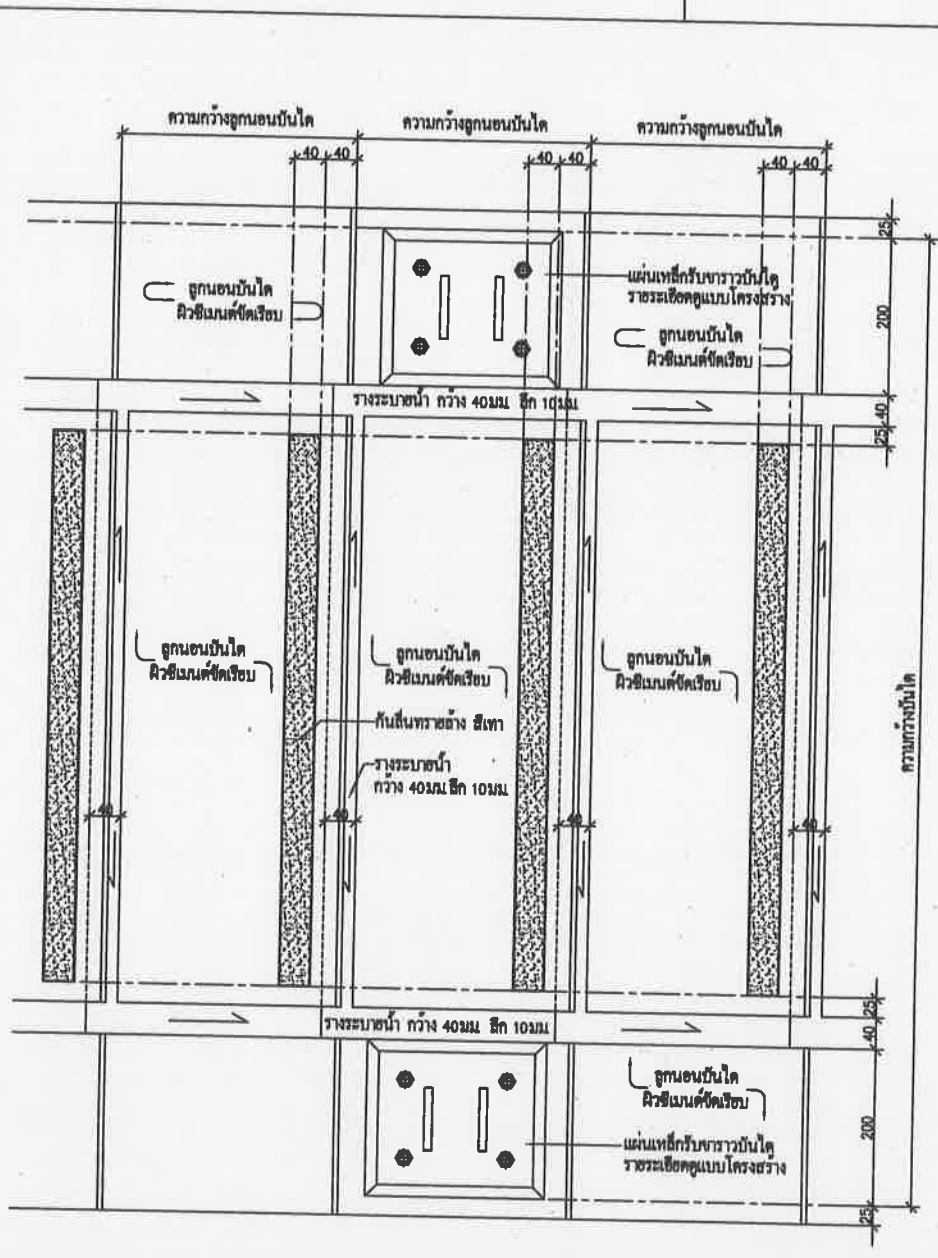 ความกว้างลูกนอนบันได
ความกว้างลูกนอนบันได
ความกว้างลูกนอนบันได
40 40
40 40
40 40
25
แผ่นเหล็กรับขาราวบันได
รายระเอียดดูแบบโครงสร้าง
ลูกนอนบันได
ผิวซีเมนต์ขัดเรียบ
ลูกนอนบันได
ผิวซีเมนต์ขัดเรียบ
200
รางระบายน้ำ กว้าง 40มม. ลึก 10มม.
40
25
ลูกนอนบันได
ผิวซีเมนต์ขัดเรียบ
ลูกนอนบันได
ผิวซีเมนต์ขัดเรียบ
ลูกนอนบันได
ผิวซีเมนต์ขัดเรียบ
ความกว้างบันได
กันลื่นทรายล้าง สีเทา
รางระบายน้ำ
กว้าง 40มม. ลึก 10มม.
40
40
40
40
25
รางระบายน้ำ กว้าง 40มม. ลึก 10มม.
40
ลูกนอนบันได
ผิวซีเมนต์ขัดเรียบ
200
แผ่นเหล็กรับขาราวบันได
รายระเอียดดูแบบโครงสร้าง
25